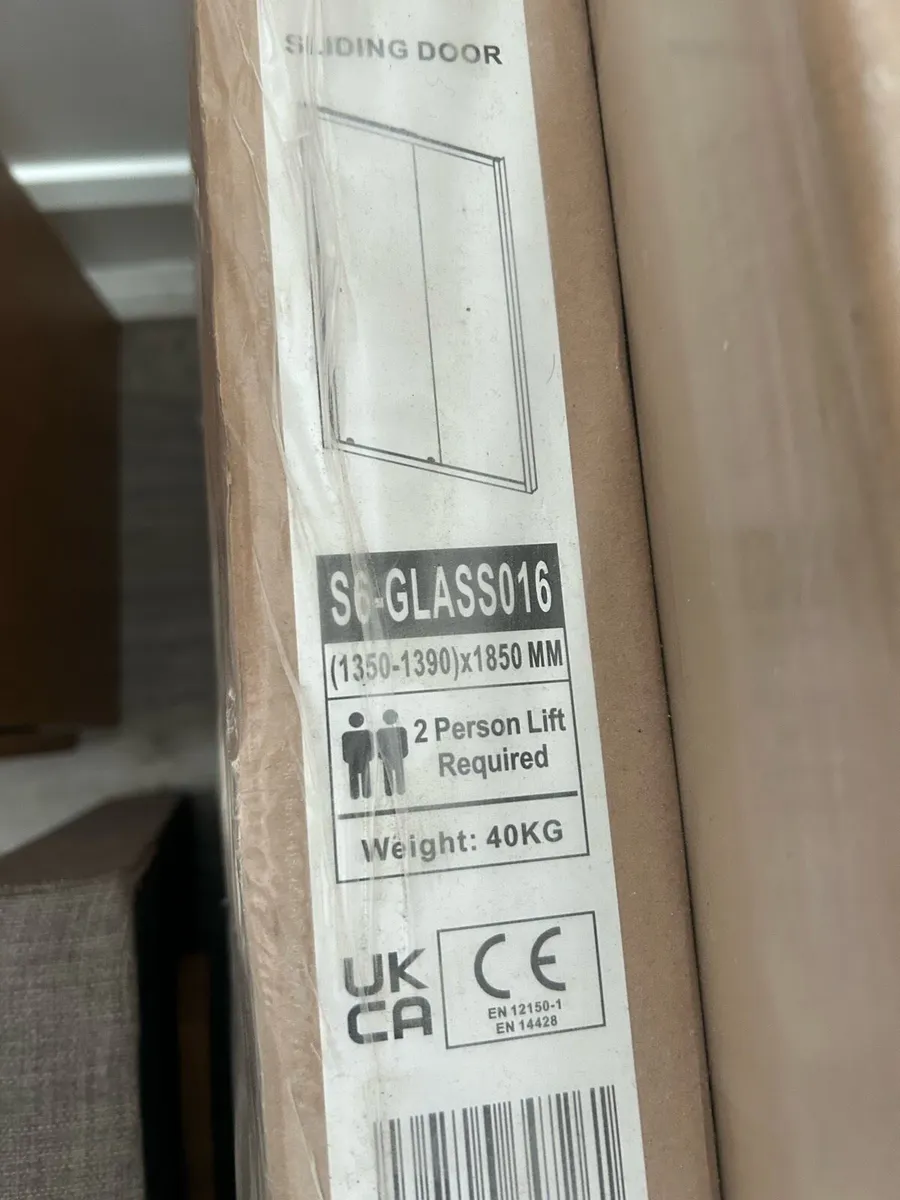 SLIDING DOOR
S6-GLASS016
(1350-1390)x1850 MM
2 Person Lift
Required
Weight: 40KG
UK
CA
CE
EN 12150-1
EN 14428